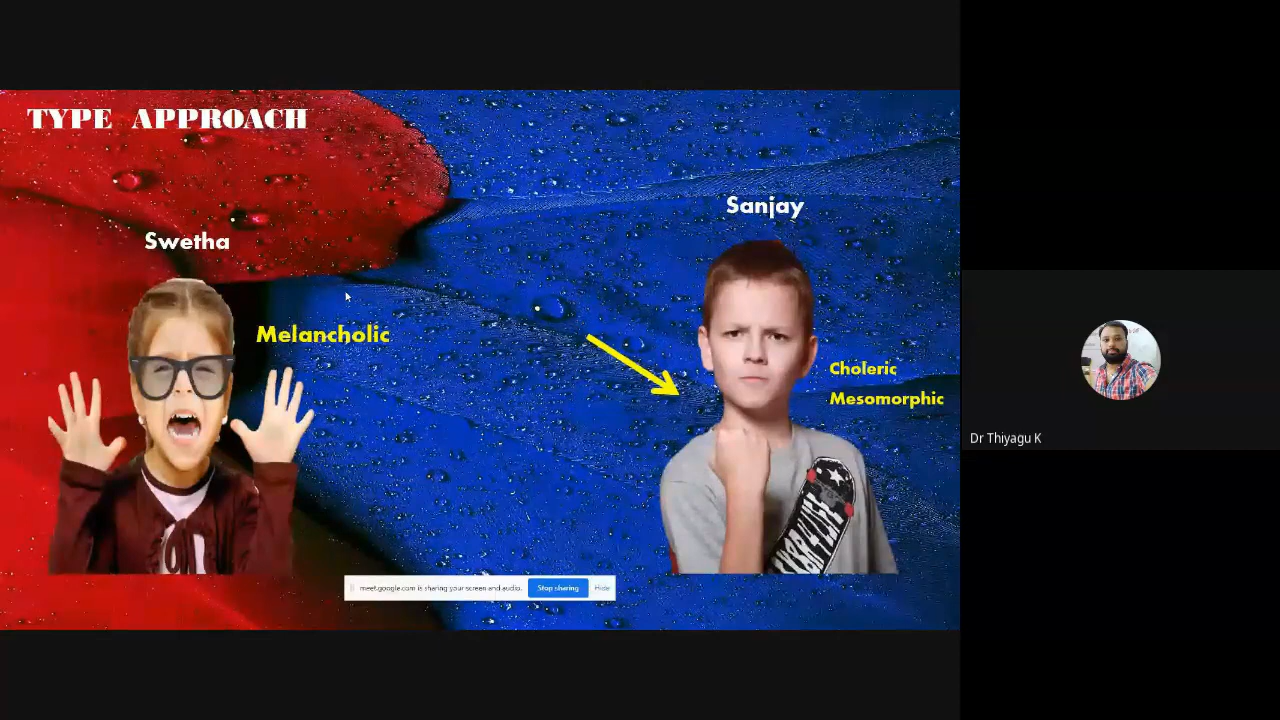 TYPE APPROACH
Sanjay
Swetha
Melancholic
Choleric
Mesomorphic
Dr Thiyagu K
meet.google.com is sharing your screen and audio. Stop sharing Hide